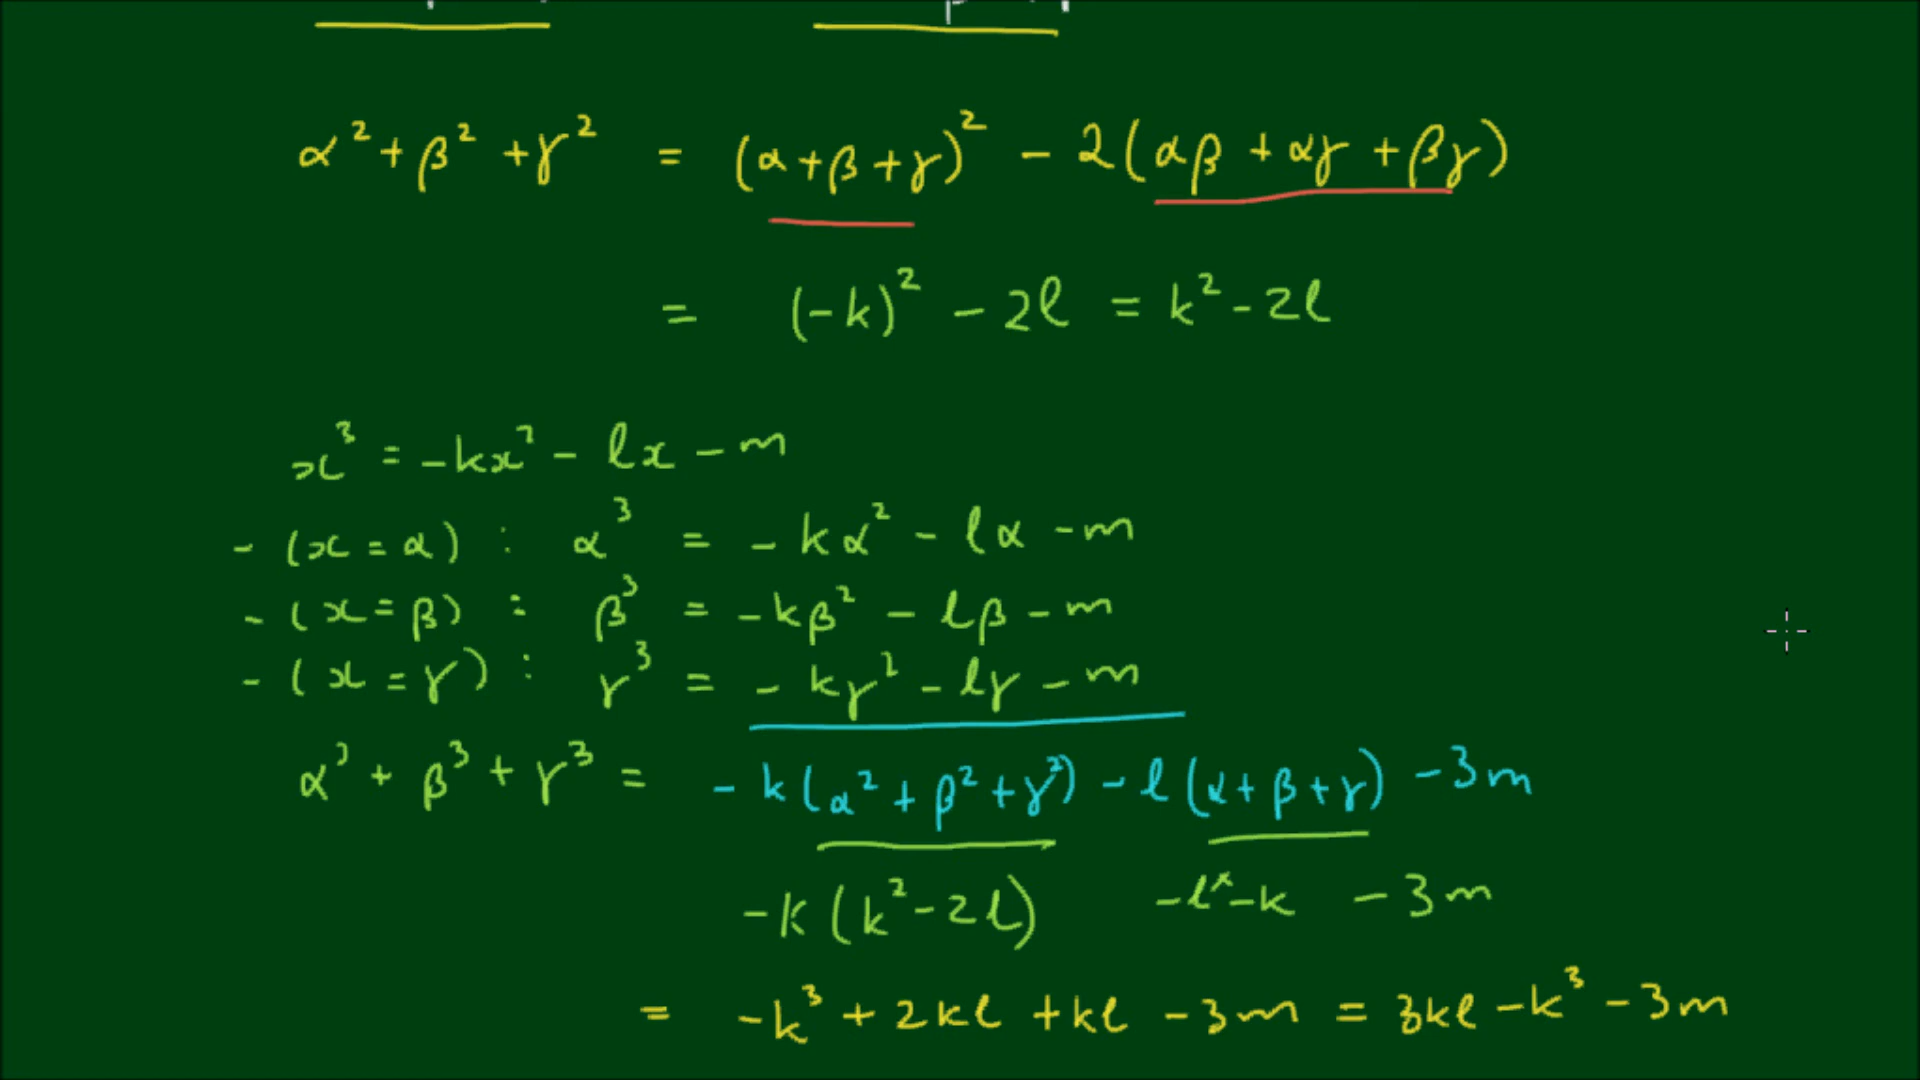 α² + β² + γ² = (α + β + γ)² - 2(αβ + αγ + βγ)
= (-k)² - 2l = k² - 2l
x³ = -kx² - lx - m
- (x = α) : α³ = - kα² - lα - m
- (x = β) : β³ = - kβ² - lβ - m
- (x = γ) : γ³ = - kγ² - lγ - m
α³ + β³ + γ³ = - k(α² + β² + γ²) - l(α + β + γ) - 3m
-k(k² - 2l) -l × -k - 3m
= -k³ + 2kl + kl - 3m = 3kl - k³ - 3m